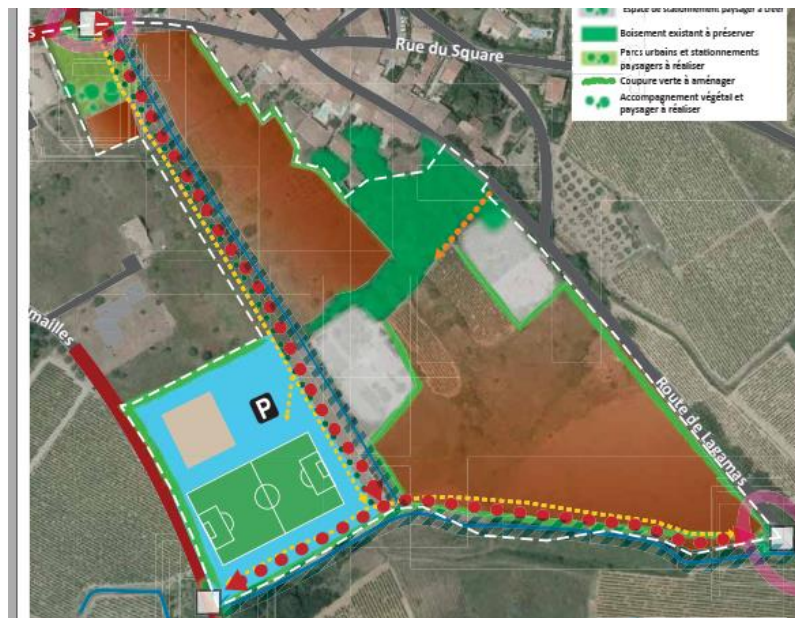 Espace de stationnement paysager à créer
Boisement existant à préserver
Parcs urbains et stationnements
paysagers à réaliser
Coupure verte à aménager
Accompagnement végétal et
paysager à réaliser
Rue du Square
mailles
P
Route de Lagamas